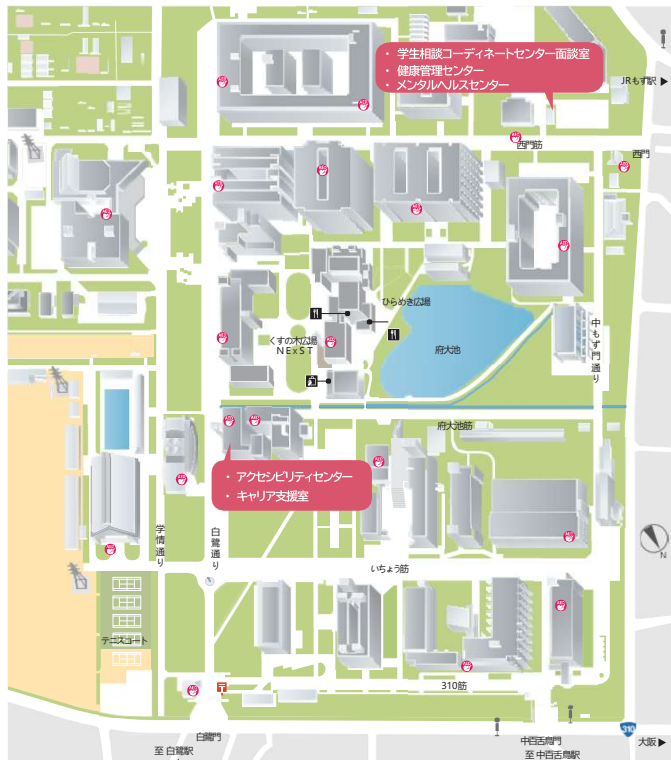 ・ 学生相談コーディネートセンター面談室
・ 健康管理センター
・ メンタルヘルスセンター
JRもず駅 ▶
西門筋
西門
ひらめき広場
くすの木広場
NExST
府大池
中もず門通り
府大池筋
・ アクセシビリティセンター
・ キャリア支援室
学情通り
白鷺通り
いちょう筋
N
テニスコート
310筋
白鷺門
至 白鷺駅
中百舌鳥門
至 中百舌鳥駅
310
大阪 ▶